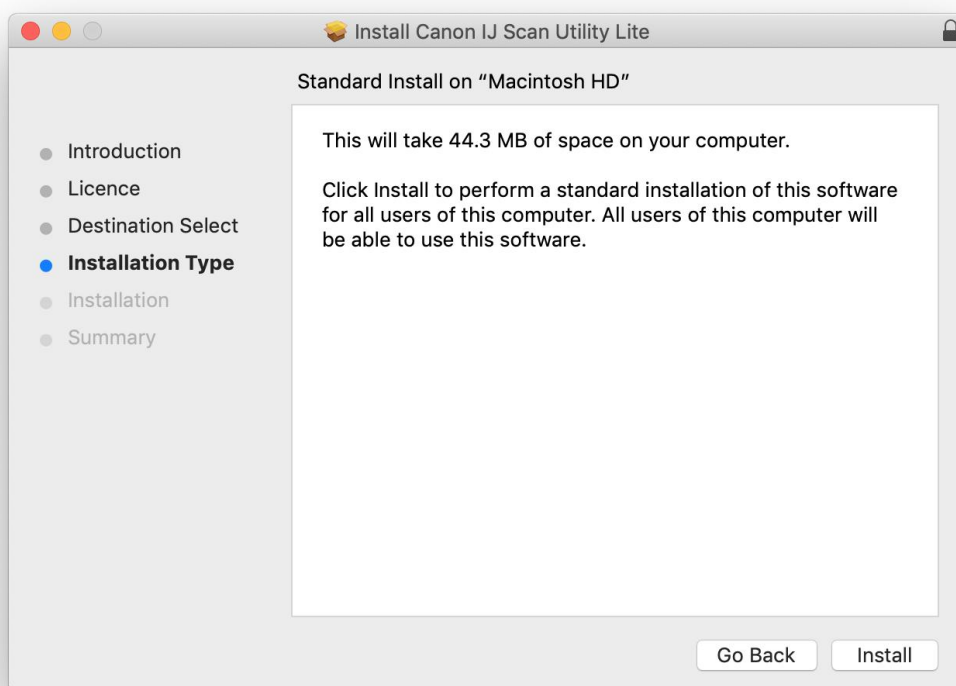 Install Canon IJ Scan Utility Lite
Standard Install on “Macintosh HD”
Introduction
Licence
Destination Select
Installation Type
Installation
Summary
This will take 44.3 MB of space on your computer.
Click Install to perform a standard installation of this software
for all users of this computer. All users of this computer will
be able to use this software.
Go Back
Install